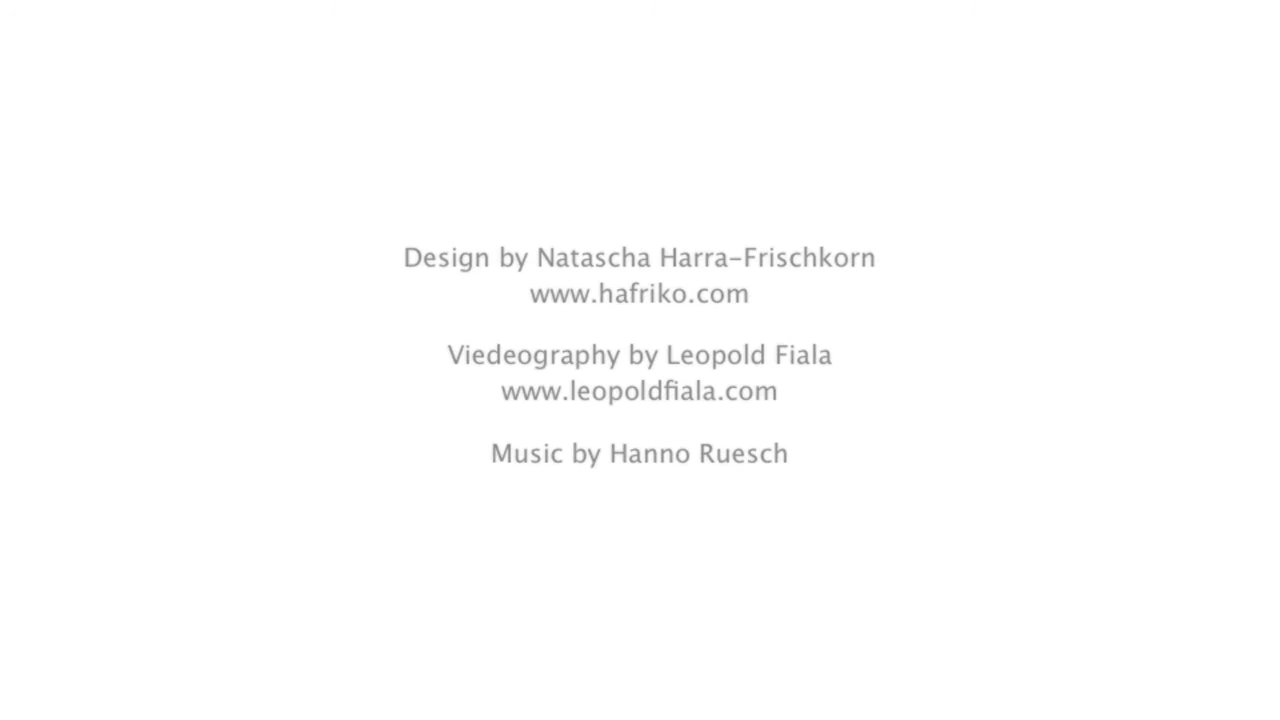 Design by Natascha Harra-Frischkorn
www.hafriko.com
Viedeography by Leopold Fiala
www.leopoldfiala.com
Music by Hanno Ruesch